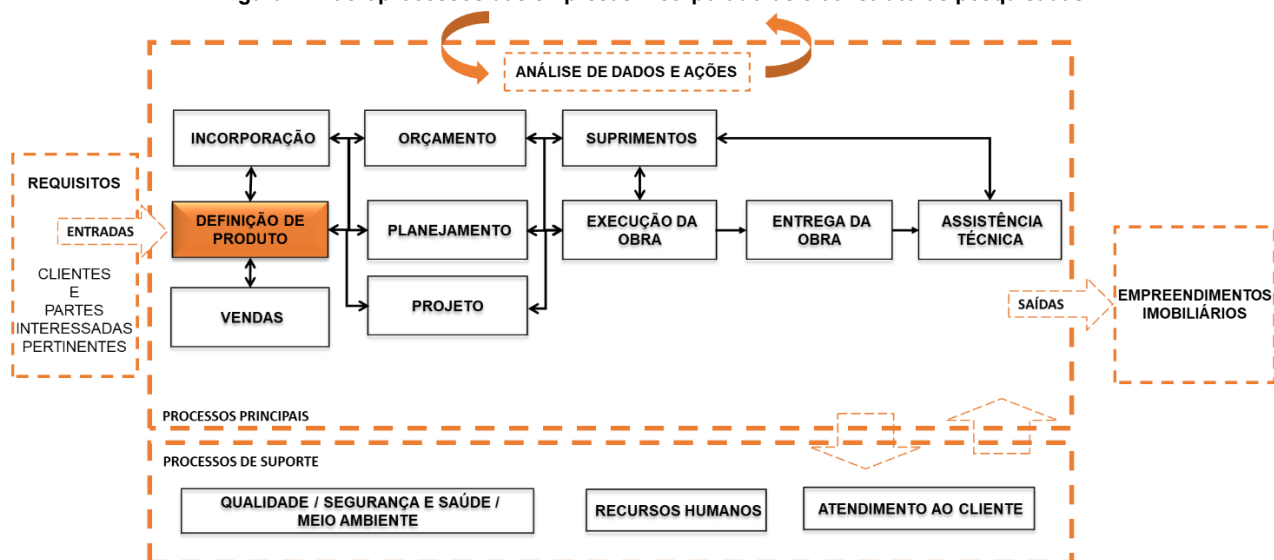 ANÁLISE DE DADOS E AÇÕES
INCORPORAÇÃO
ORÇAMENTO
SUPRIMENTOS
REQUISITOS
ENTRADAS
CLIENTES
E
PARTES
INTERESSADAS
PERTINENTES
DEFINIÇÃO DE
PRODUTO
PLANEJAMENTO
EXECUÇÃO DA
OBRA
ENTREGA DA
OBRA
ASSISTÊNCIA
TÉCNICA
VENDAS
PROJETO
SAÍDAS
EMPREENDIMENTOS
IMOBILIÁRIOS
PROCESSOS PRINCIPAIS
PROCESSOS DE SUPORTE
QUALIDADE / SEGURANÇA E SAÚDE /
MEIO AMBIENTE
RECURSOS HUMANOS
ATENDIMENTO AO CLIENTE